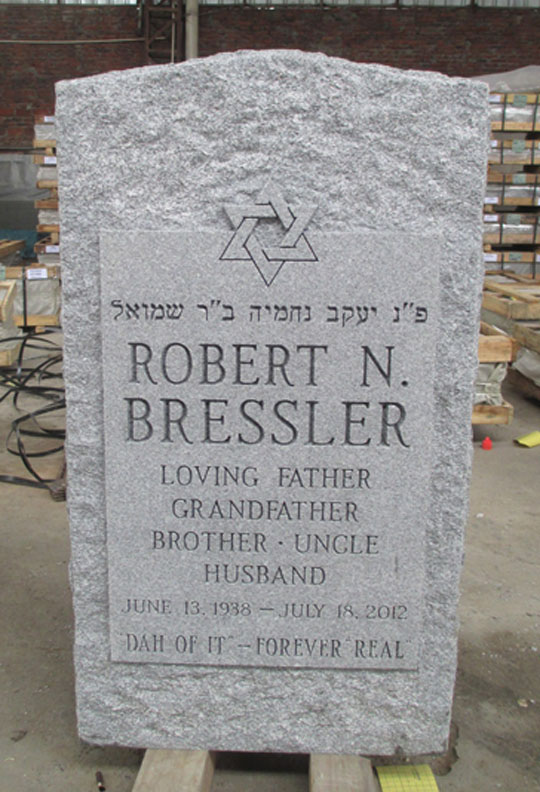 פ"נ יעקב נחמיה ב"ר שמואל
ROBERT N.
BRESSLER
LOVING FATHER
GRANDFATHER
BROTHER · UNCLE
HUSBAND
JUNE 13, 1938 — JULY 18, 2012
"DAH OF IT" — FOREVER "REAL"